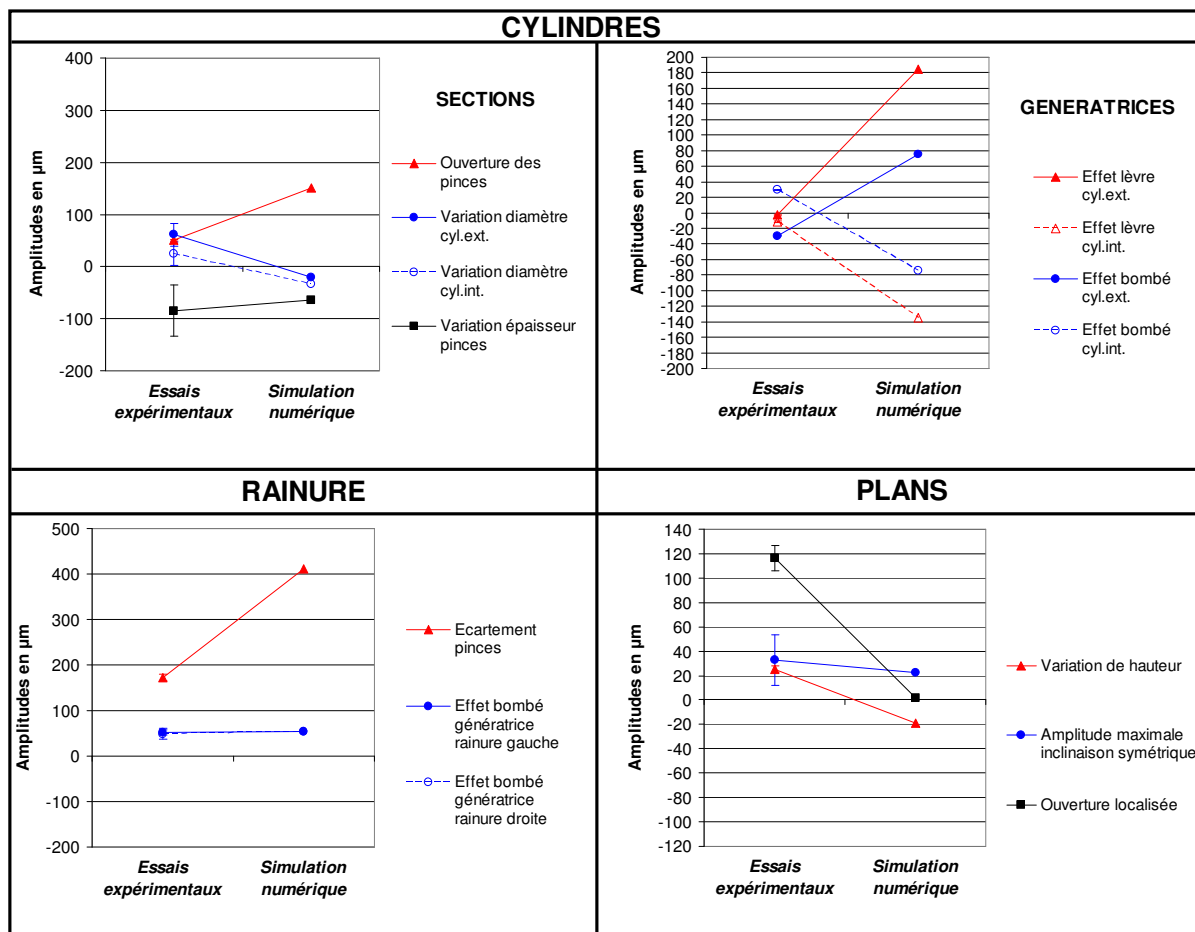 CYLINDRES
400
300
200
100
0
-100
-200
Amplitudes en µm
Essais
expérimentaux
Simulation
numérique
SECTIONS
Ouverture des
pinces
Variation diamètre
cyl.ext.
Variation diamètre
cyl.int.
Variation épaisseur
pinces
200
180
160
140
120
100
80
60
40
20
0
-20
-40
-60
-80
-100
-120
-140
-160
-180
-200
Amplitudes en µm
Essais
expérimentaux
Simulation
numérique
GENERATRICES
Effet lèvre
cyl.ext.
Effet lèvre
cyl.int.
Effet bombé
cyl.ext.
Effet bombé
cyl.int.
RAINURE
500
400
300
200
100
0
-100
-200
Amplitudes en µm
Essais
expérimentaux
Simulation
numérique
Ecartement
pinces
Effet bombé
génératrice
rainure gauche
Effet bombé
génératrice
rainure droite
PLANS
140
120
100
80
60
40
20
0
-20
-40
-60
-80
-100
-120
Amplitudes en µm
Essais
expérimentaux
Simulation
numérique
Variation de hauteur
Amplitude maximale
inclinaison symétrique
Ouverture localisée